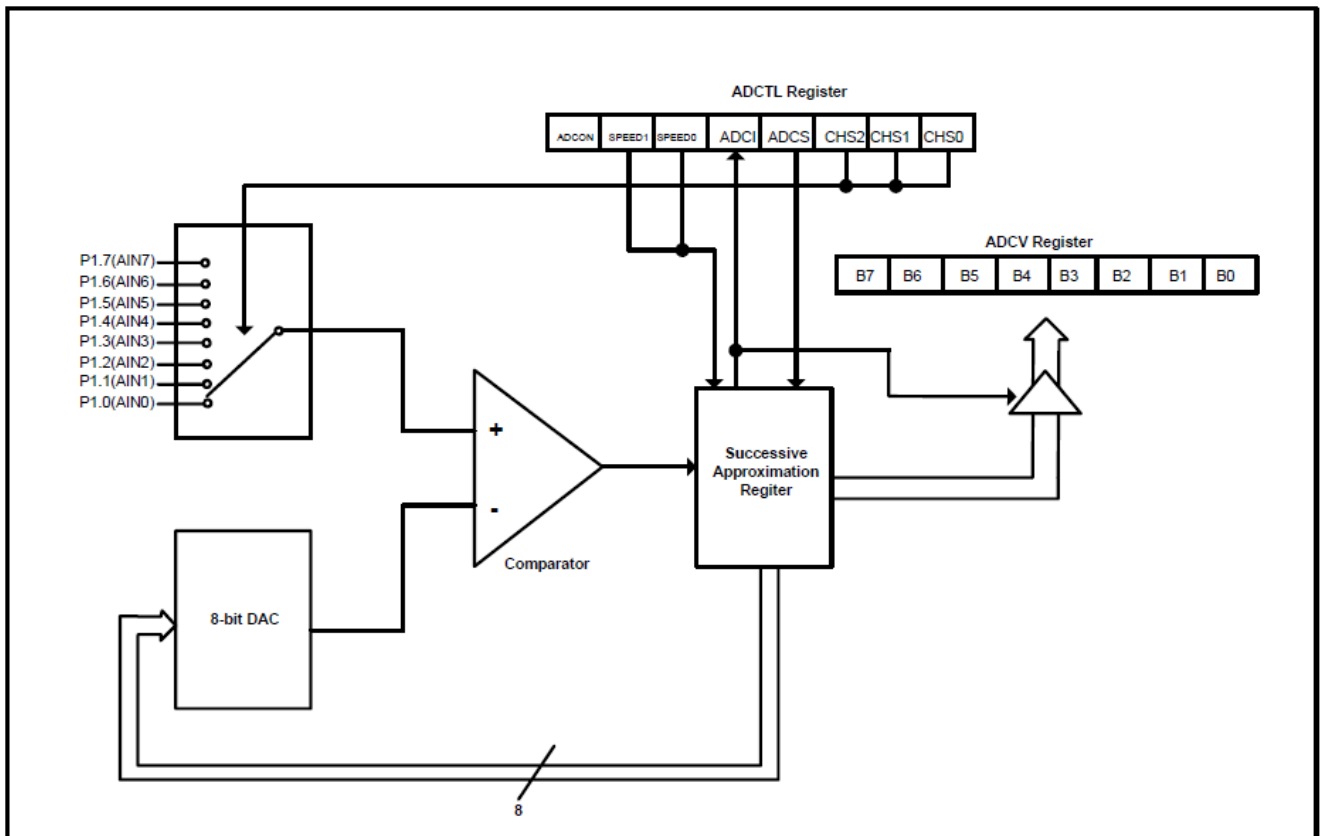 ADCTL Register
ADCON SPEED1 SPEED0 ADCI ADCS CHS2 CHS1 CHS0
ADCV Register
B7 B6 B5 B4 B3 B2 B1 B0
P1.7(AIN7)
P1.6(AIN6)
P1.5(AIN5)
P1.4(AIN4)
P1.3(AIN3)
P1.2(AIN2)
P1.1(AIN1)
P1.0(AIN0)
+
-
Comparator
Successive
Approximation
Regiter
8-bit DAC
8